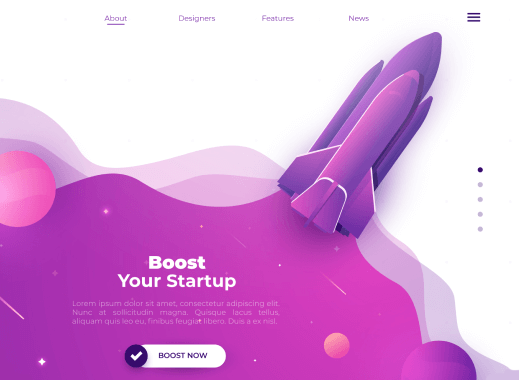 About
Designers
Features
News
Boost
Your Startup
Lorem ipsum dolor sit amet, consectetur adipiscing elit.
Nunc at sollicitudin magna. Quisque lacus tellus,
aliquam quis leo eu, finibus feugiat libero. Duis a ex nisl.
BOOST NOW